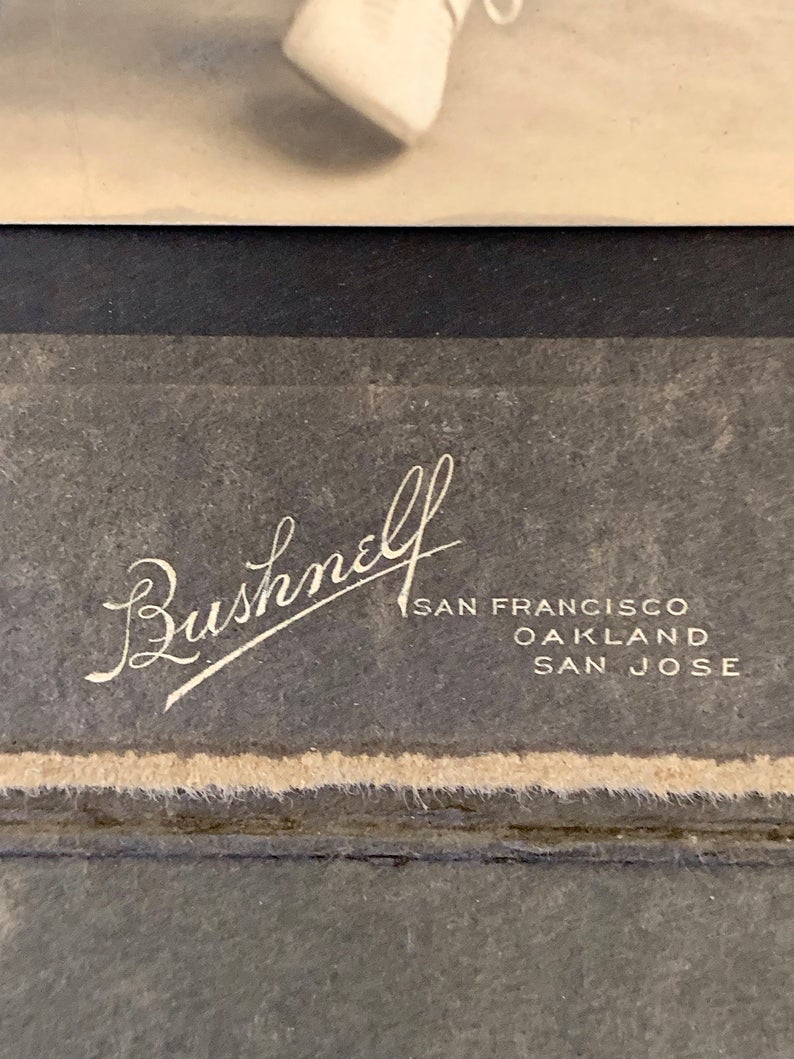 Bushnell
SAN FRANCISCO
OAKLAND
SAN JOSE